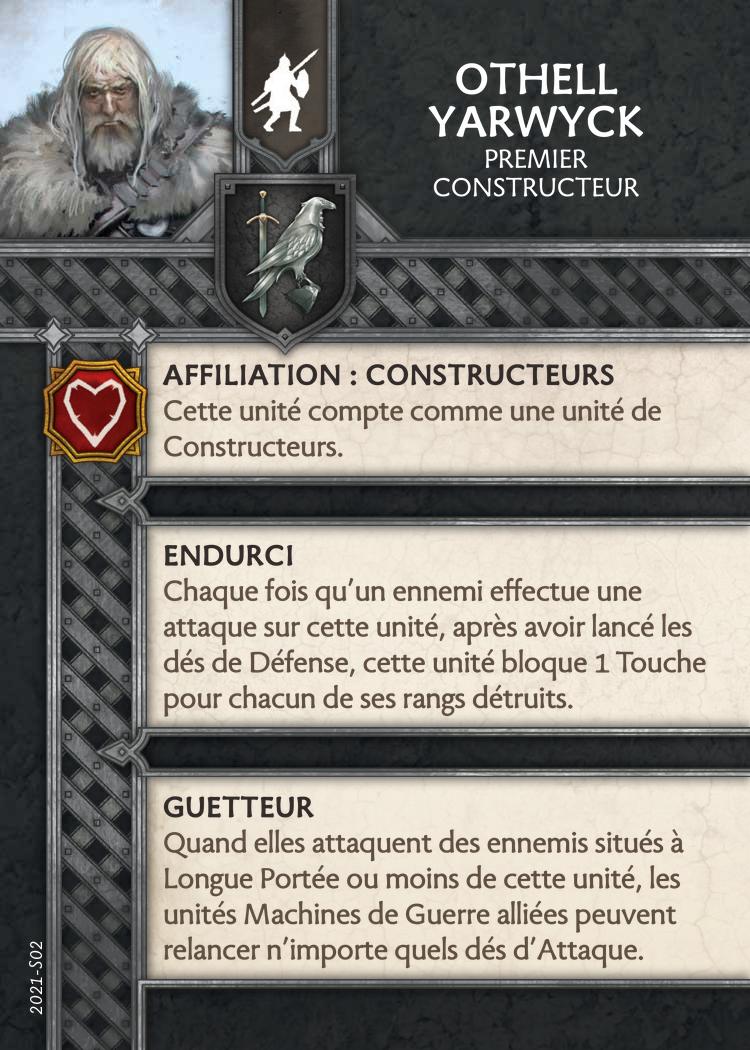 OTHELL
YARWYCK
PREMIER
CONSTRUCTEUR
AFFILIATION : CONSTRUCTEURS
Cette unité compte comme une unité de
Constructeurs.
ENDURCI
Chaque fois qu’un ennemi effectue une
attaque sur cette unité, après avoir lancé les
dés de Défense, cette unité bloque 1 Touche
pour chacun de ses rangs détruits.
GUETTEUR
Quand elles attaquent des ennemis situés à
Longue Portée ou moins de cette unité, les
unités Machines de Guerre alliées peuvent
relancer n’importe quels dés d’Attaque.
2021-S02